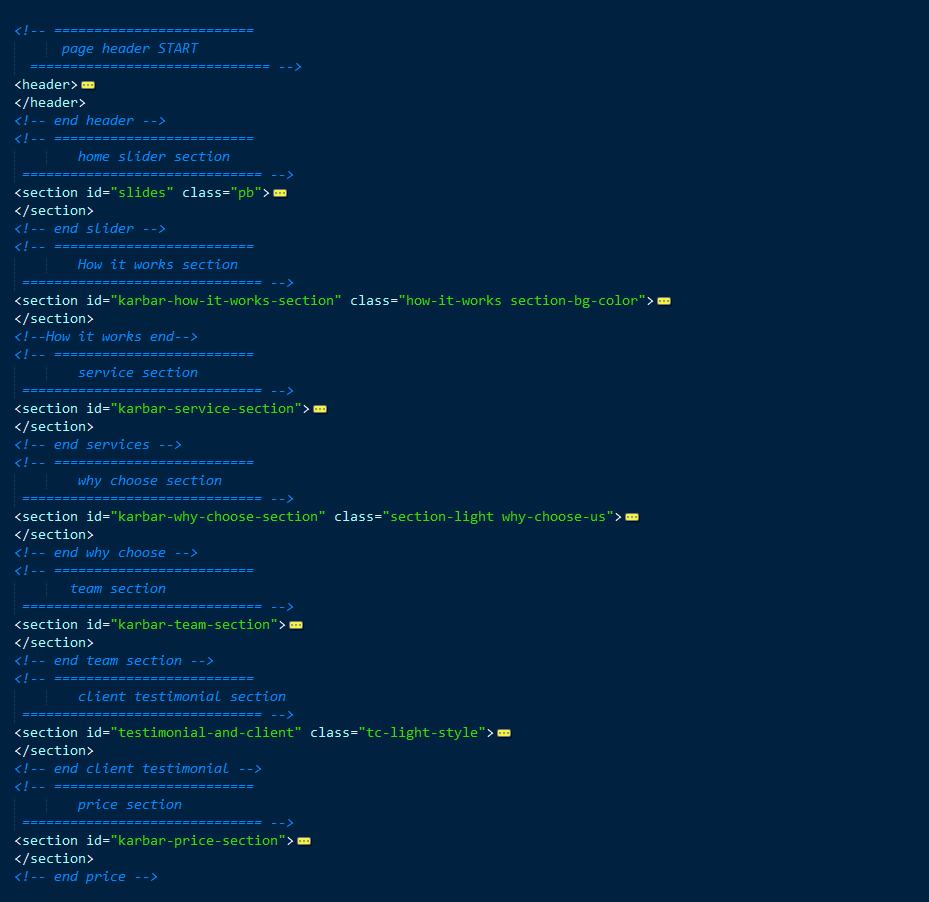 <!-- =========================
page header START
============================== -->
<header>
</header>
<!-- end header -->
<!-- =========================
home slider section
============================== -->
<section id="slides" class="pb">
</section>
<!-- end slider -->
<!-- =========================
How it works section
============================== -->
<section id="karbar-how-it-works-section" class="how-it-works section-bg-color">
</section>
<!--How it works end-->
<!-- =========================
service section
============================== -->
<section id="karbar-service-section">
</section>
<!-- end services -->
<!-- =========================
why choose section
============================== -->
<section id="karbar-why-choose-section" class="section-light why-choose-us">
</section>
<!-- end why choose -->
<!-- =========================
team section
============================== -->
<section id="karbar-team-section">
</section>
<!-- end team section -->
<!-- =========================
client testimonial section
============================== -->
<section id="testimonial-and-client" class="tc-light-style">
</section>
<!-- end client testimonial -->
<!-- =========================
price section
============================== -->
<section id="karbar-price-section">
</section>
<!-- end price -->